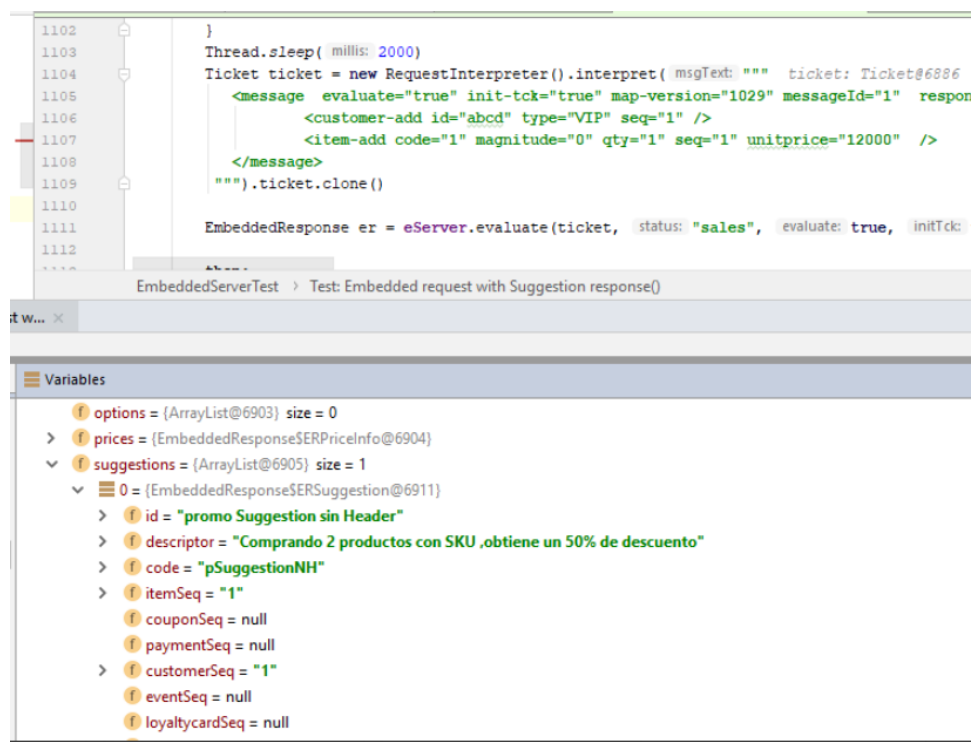 1102 }
1103 Thread.sleep( millis: 2000)
1104 Ticket ticket = new RequestInterpreter().interpret( msgText: """ ticket: Ticket@6886
1105 <message evaluate="true" init-tck="true" map-version="1029" messageId="1" respon
1106 <customer-add id="abcd" type="VIP" seq="1" />
1107 <item-add code="1" magnitude="0" qty="1" seq="1" unitprice="12000" />
1108 </message>
1109 """).ticket.clone()
1110
1111 EmbeddedResponse er = eServer.evaluate(ticket, status: "sales", evaluate: true, initTck:
1112
EmbeddedServerTest > Test: Embedded request with Suggestion response()
st w... ×
Variables
f options = {ArrayList@6903} size = 0
f prices = {EmbeddedResponse$ERPriceInfo@6904}
f suggestions = {ArrayList@6905} size = 1
0 = {EmbeddedResponse$ERSuggestion@6911}
f id = "promo Suggestion sin Header"
f descriptor = "Comprando 2 productos con SKU ,obtiene un 50% de descuento"
f code = "pSuggestionNH"
f itemSeq = "1"
f couponSeq = null
f paymentSeq = null
f customerSeq = "1"
f eventSeq = null
f loyaltycardSeq = null